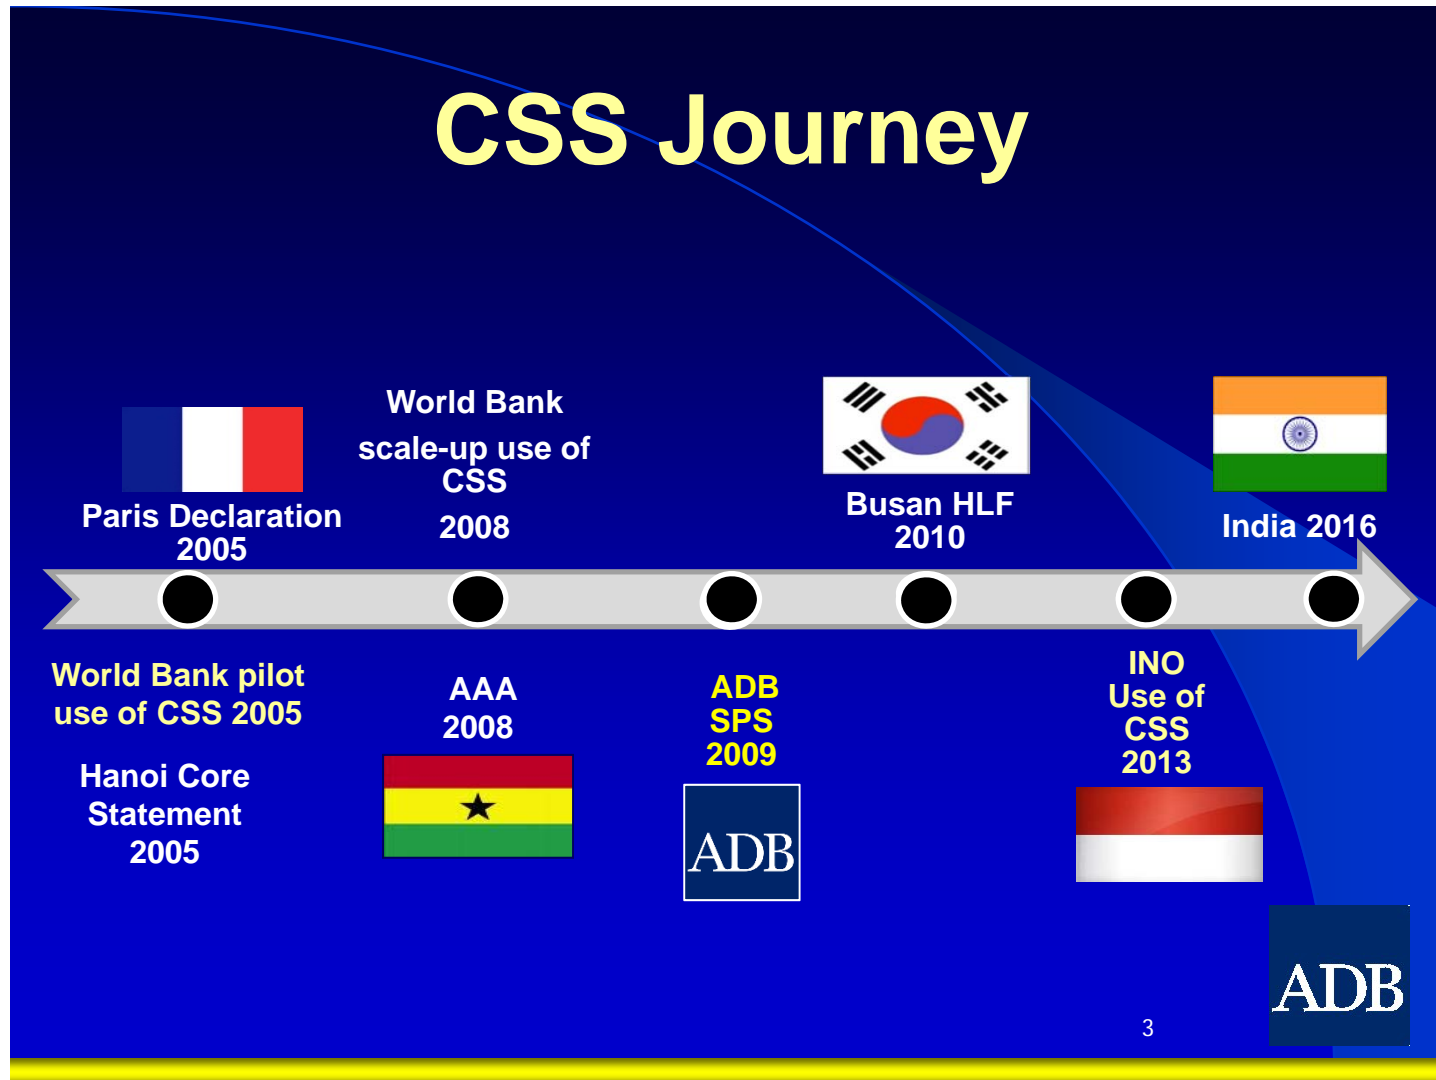 CSS Journey
Paris Declaration
2005
World Bank
scale-up use of
CSS
2008
Busan HLF
2010
India 2016
World Bank pilot
use of CSS 2005
Hanoi Core
Statement
2005
AAA
2008
ADB
SPS
2009
ADB
INO
Use of
CSS
2013
ADB
3